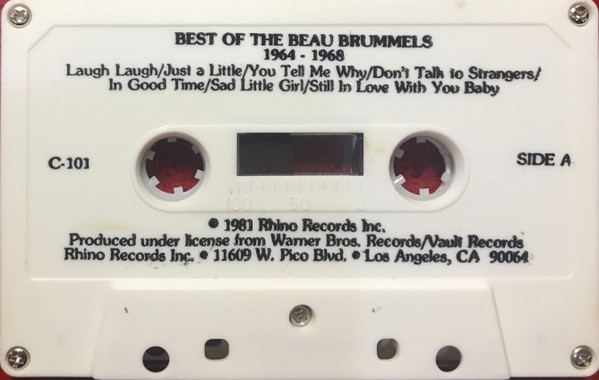 BEST OF THE BEAU BRUMMELS
1964 - 1968
SIDE A
Laugh Laugh/Just a Little/You Tell Me Why/Don't Talk to Strangers/
In Good Time/Sad Little Girl/Still In Love With You Baby
C-101
SIDE A
100 50 0
℗ 1981 Rhino Records Inc.
Produced under license from Warner Bros. Records/Vault Records
Rhino Records Inc. • 11609 W. Pico Blvd. • Los Angeles, CA 90064